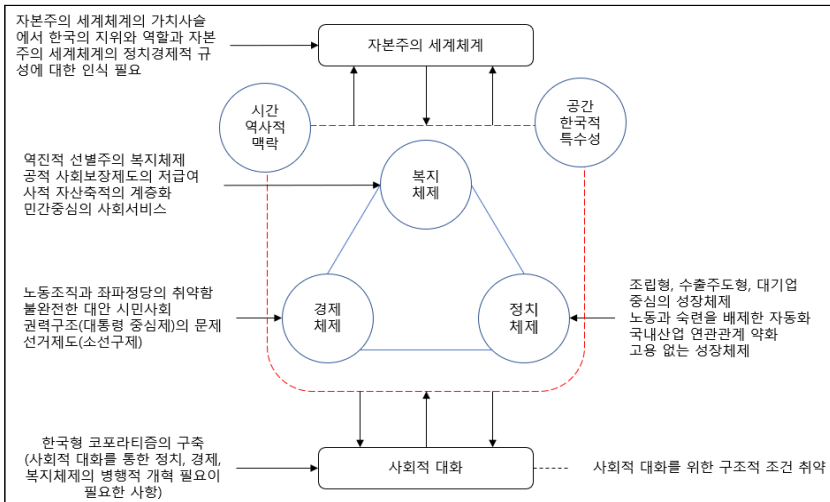 자본주의 세계체계의 가치사슬
에서 한국의 지위와 역할과 자본
주의 세계체계의 정치경제적 규
성에 대한 인식 필요
자본주의 세계체계
시간
역사적
맥락
공간
한국적
특수성
역진적 선별주의 복지체제
공적 사회보장제도의 저급여
사적 자산축적의 계층화
민간중심의 사회서비스
복지
체제
노동조직과 좌파정당의 취약함
불완전한 대안 시민사회
권력구조(대통령 중심제)의 문제
선거제도(소선구제)
경제
체제
정치
체제
조립형, 수출주도형, 대기업
중심의 성장체제
노동과 숙련을 배제한 자동화
국내산업 연관관계 약화
고용 없는 성장체제
한국형 코포라티즘의 구축
(사회적 대화를 통한 정치, 경제,
복지체제의 병행적 개혁 필요이
필요한 사항)
사회적 대화
사회적 대화를 위한 구조적 조건 취약